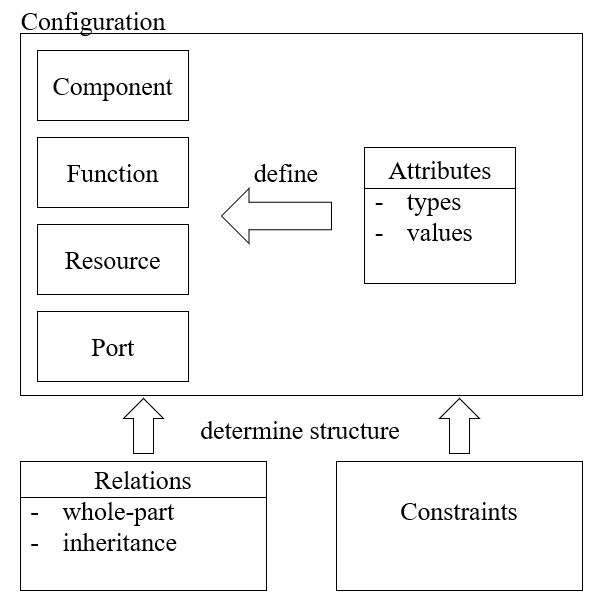 Configuration
Component
Function
Resource
Port
define
Attributes
- types
- values
determine structure
Relations
- whole-part
- inheritance
Constraints